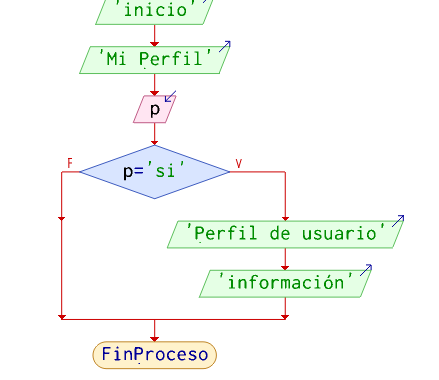 'inicio'
'Mi Perfil'
p
F
p='si'
V
'Perfil de usuario'
'información'
FinProceso